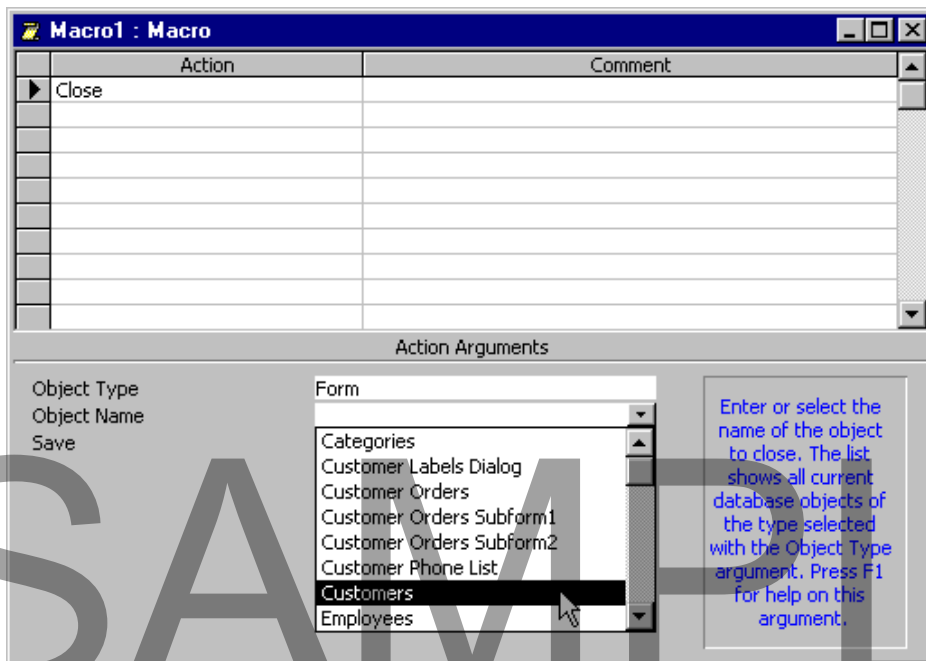 Macro1 : Macro
Action Comment
Close
Action Arguments
Object Type Form
Object Name
Save
Categories
Customer Labels Dialog
Customer Orders
Customer Orders Subform1
Customer Orders Subform2
Customer Phone List
Customers
Employees
Enter or select the
name of the object
to close. The list
shows all current
database objects of
the type selected
with the Object Type
argument. Press F1
for help on this
argument.
SAMPL